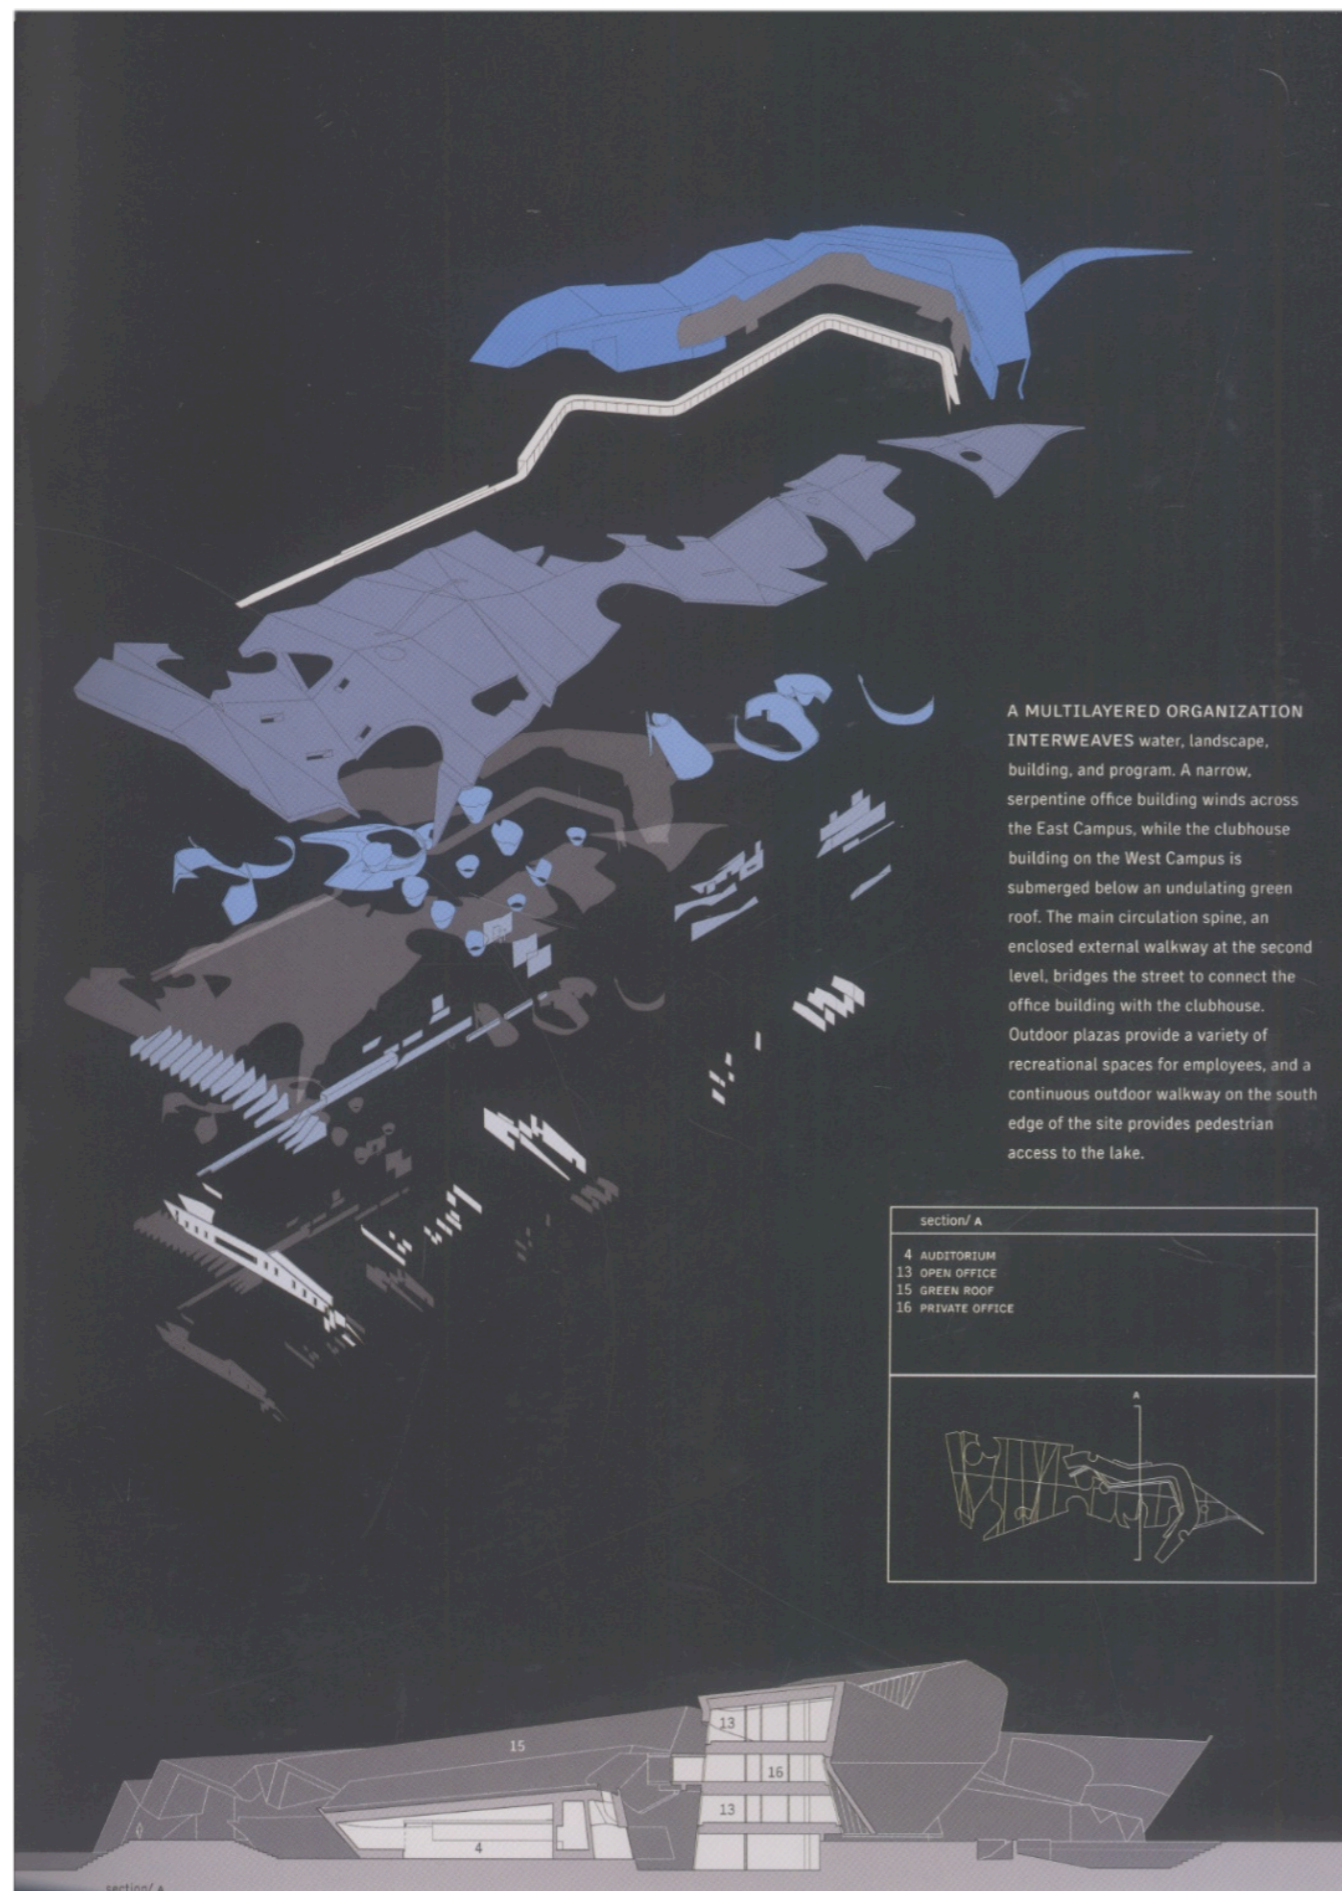 A MULTILAYERED ORGANIZATION
INTERWEAVES water, landscape,
building, and program. A narrow,
serpentine office building winds across
the East Campus, while the clubhouse
building on the West Campus is
submerged below an undulating green
roof. The main circulation spine, an
enclosed external walkway at the second
level, bridges the street to connect the
office building with the clubhouse.
Outdoor plazas provide a variety of
recreational spaces for employees, and a
continuous outdoor walkway on the south
edge of the site provides pedestrian
access to the lake.
section/ A
4 AUDITORIUM
13 OPEN OFFICE
15 GREEN ROOF
16 PRIVATE OFFICE
A
13
15
16
13
4
section/ A